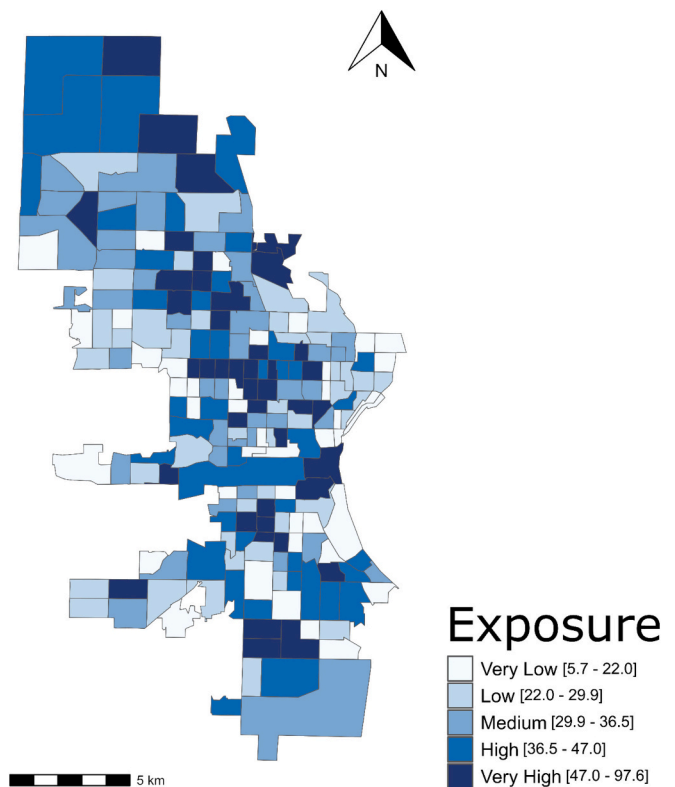 N
Exposure
Very Low [5.7 - 22.0]
Low [22.0 - 29.9]
Medium [29.9 - 36.5]
High [36.5 - 47.0]
Very High [47.0 - 97.6]
5 km